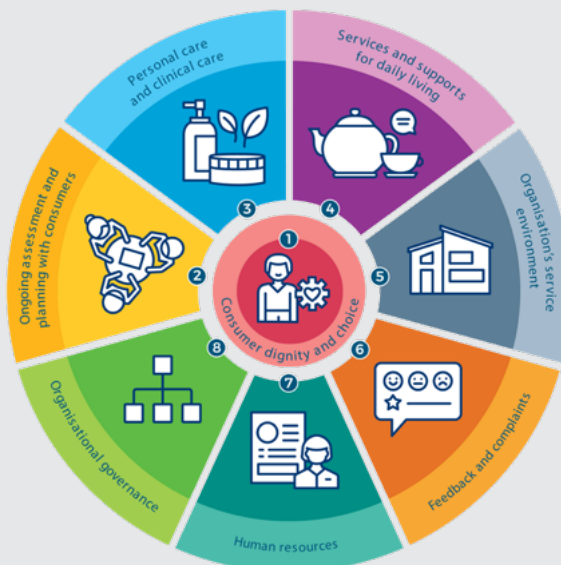 1
Consumer dignity and choice
2
Ongoing assessment and
planning with consumers
3
Personal care
and clinical care
4
Services and supports
for daily living
5
Organisation's service
environment
6
Feedback and complaints
7
Human resources
8
Organisational governance